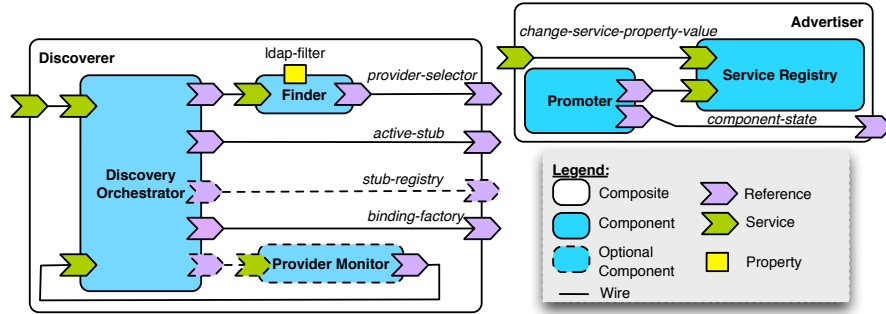 Discoverer
ldap-filter
Finder
provider-selector
active-stub
Discovery
Orchestrator
stub-registry
binding-factory
Provider Monitor
Advertiser
change-service-property-value
Service Registry
Promoter
component-state
Legend:
Composite
Reference
Component
Service
Optional
Component
Property
Wire